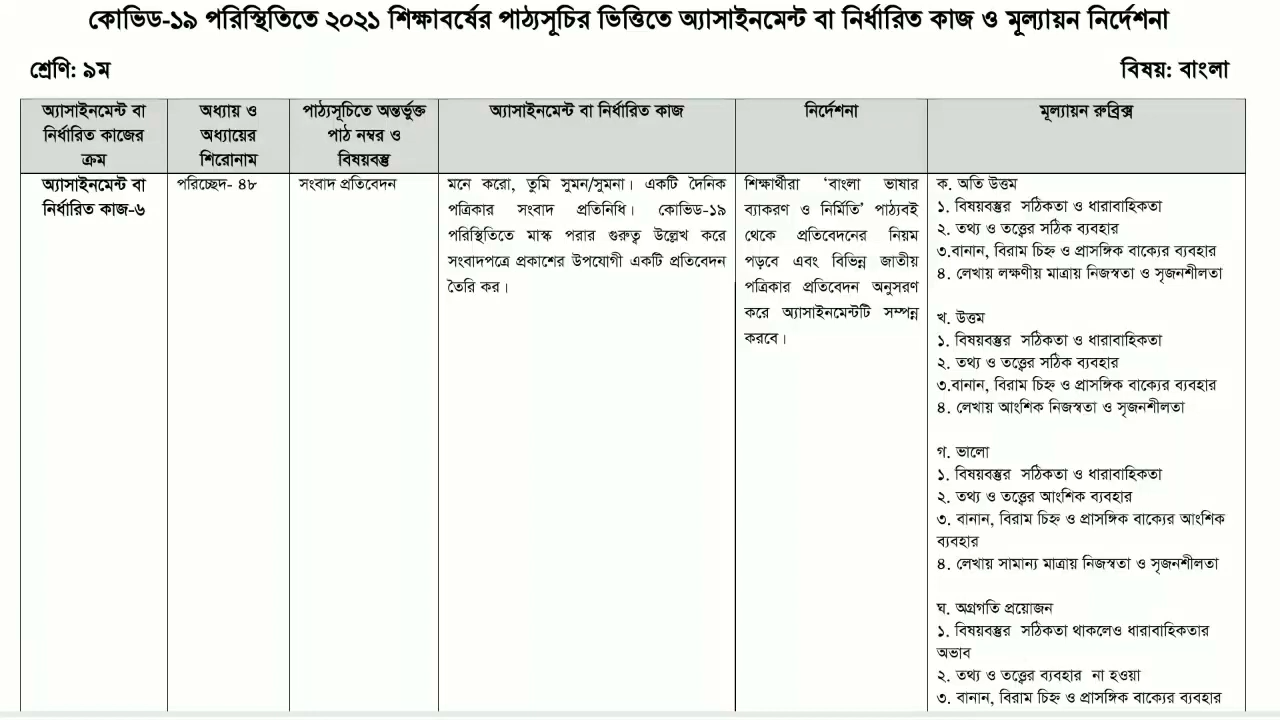 কোভিড-১৯ পরিস্থিতিতে ২০২১ শিক্ষাবর্ষের পাঠ্যসূচির ভিত্তিতে অ্যাসাইনমেন্ট বা নির্ধারিত কাজ ও মূল্যায়ন নির্দেশনা
শ্রেণি: ৯ম
বিষয়: বাংলা
অ্যাসাইনমেন্ট বা
নির্ধারিত কাজের
ক্রম
অধ্যায় ও
অধ্যায়ের
শিরোনাম
পাঠ্যসূচিতে অন্তর্ভুক্ত
পাঠ নম্বর ও
বিষয়বস্তু
অ্যাসাইনমেন্ট বা নির্ধারিত কাজ
নির্দেশনা
মূল্যায়ন রুব্রিক্স
অ্যাসাইনমেন্ট বা
নির্ধারিত কাজ-৬
পরিচ্ছেদ- ৪৮
সংবাদ প্রতিবেদন
মনে করো, তুমি সুমন/সুমনা। একটি দৈনিক
পত্রিকার সংবাদ প্রতিনিধি। কোভিড-১৯
পরিস্থিতিতে মাস্ক পরার গুরুত্ব উল্লেখ করে
সংবাদপত্রে প্রকাশের উপযোগী একটি প্রতিবেদন
তৈরি কর।
শিক্ষার্থীরা ‘বাংলা ভাষার
ব্যাকরণ ও নির্মিতি’ পাঠ্যবই
থেকে প্রতিবেদনের নিয়ম
পড়বে এবং বিভিন্ন জাতীয়
পত্রিকার প্রতিবেদন অনুসরণ
করে অ্যাসাইনমেন্টটি সম্পন্ন
করবে।
ক. অতি উত্তম
১. বিষয়বস্তুর সঠিকতা ও ধারাবাহিকতা
২. তথ্য ও তত্ত্বের সঠিক ব্যবহার
৩.বানান, বিরাম চিহ্ন ও প্রাসঙ্গিক বাক্যের ব্যবহার
৪. লেখায় লক্ষণীয় মাত্রায় নিজস্বতা ও সৃজনশীলতা
খ. উত্তম
১. বিষয়বস্তুর সঠিকতা ও ধারাবাহিকতা
২. তথ্য ও তত্ত্বের সঠিক ব্যবহার
৩.বানান, বিরাম চিহ্ন ও প্রাসঙ্গিক বাক্যের ব্যবহার
৪. লেখায় আংশিক নিজস্বতা ও সৃজনশীলতা
গ. ভালো
১. বিষয়বস্তুর সঠিকতা ও ধারাবাহিকতা
২. তথ্য ও তত্ত্বের আংশিক ব্যবহার
৩. বানান, বিরাম চিহ্ন ও প্রাসঙ্গিক বাক্যের আংশিক
ব্যবহার
৪. লেখায় সামান্য মাত্রায় নিজস্বতা ও সৃজনশীলতা
ঘ. অগ্রগতি প্রয়োজন
১. বিষয়বস্তুর সঠিকতা থাকলেও ধারাবাহিকতার
অভাব
২. তথ্য ও তত্ত্বের ব্যবহার না হওয়া
৩. বানান, বিরাম চিহ্ন ও প্রাসঙ্গিক বাক্যের ব্যবহার